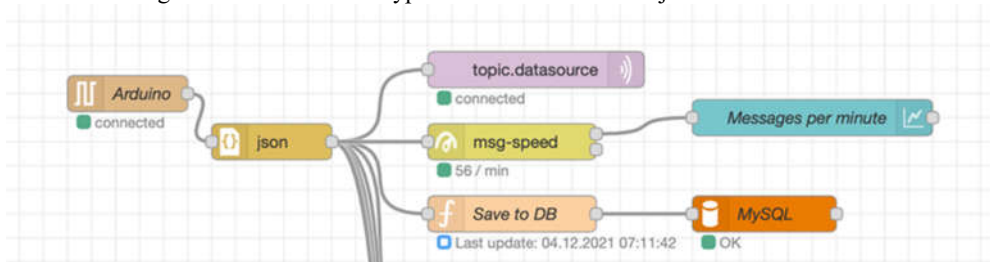 topic.datasource
Arduino
connected
connected
Messages per minute
json
msg-speed
56 / min
Save to DB
MySQL
Last update: 04.12.2021 07:11:42
OK